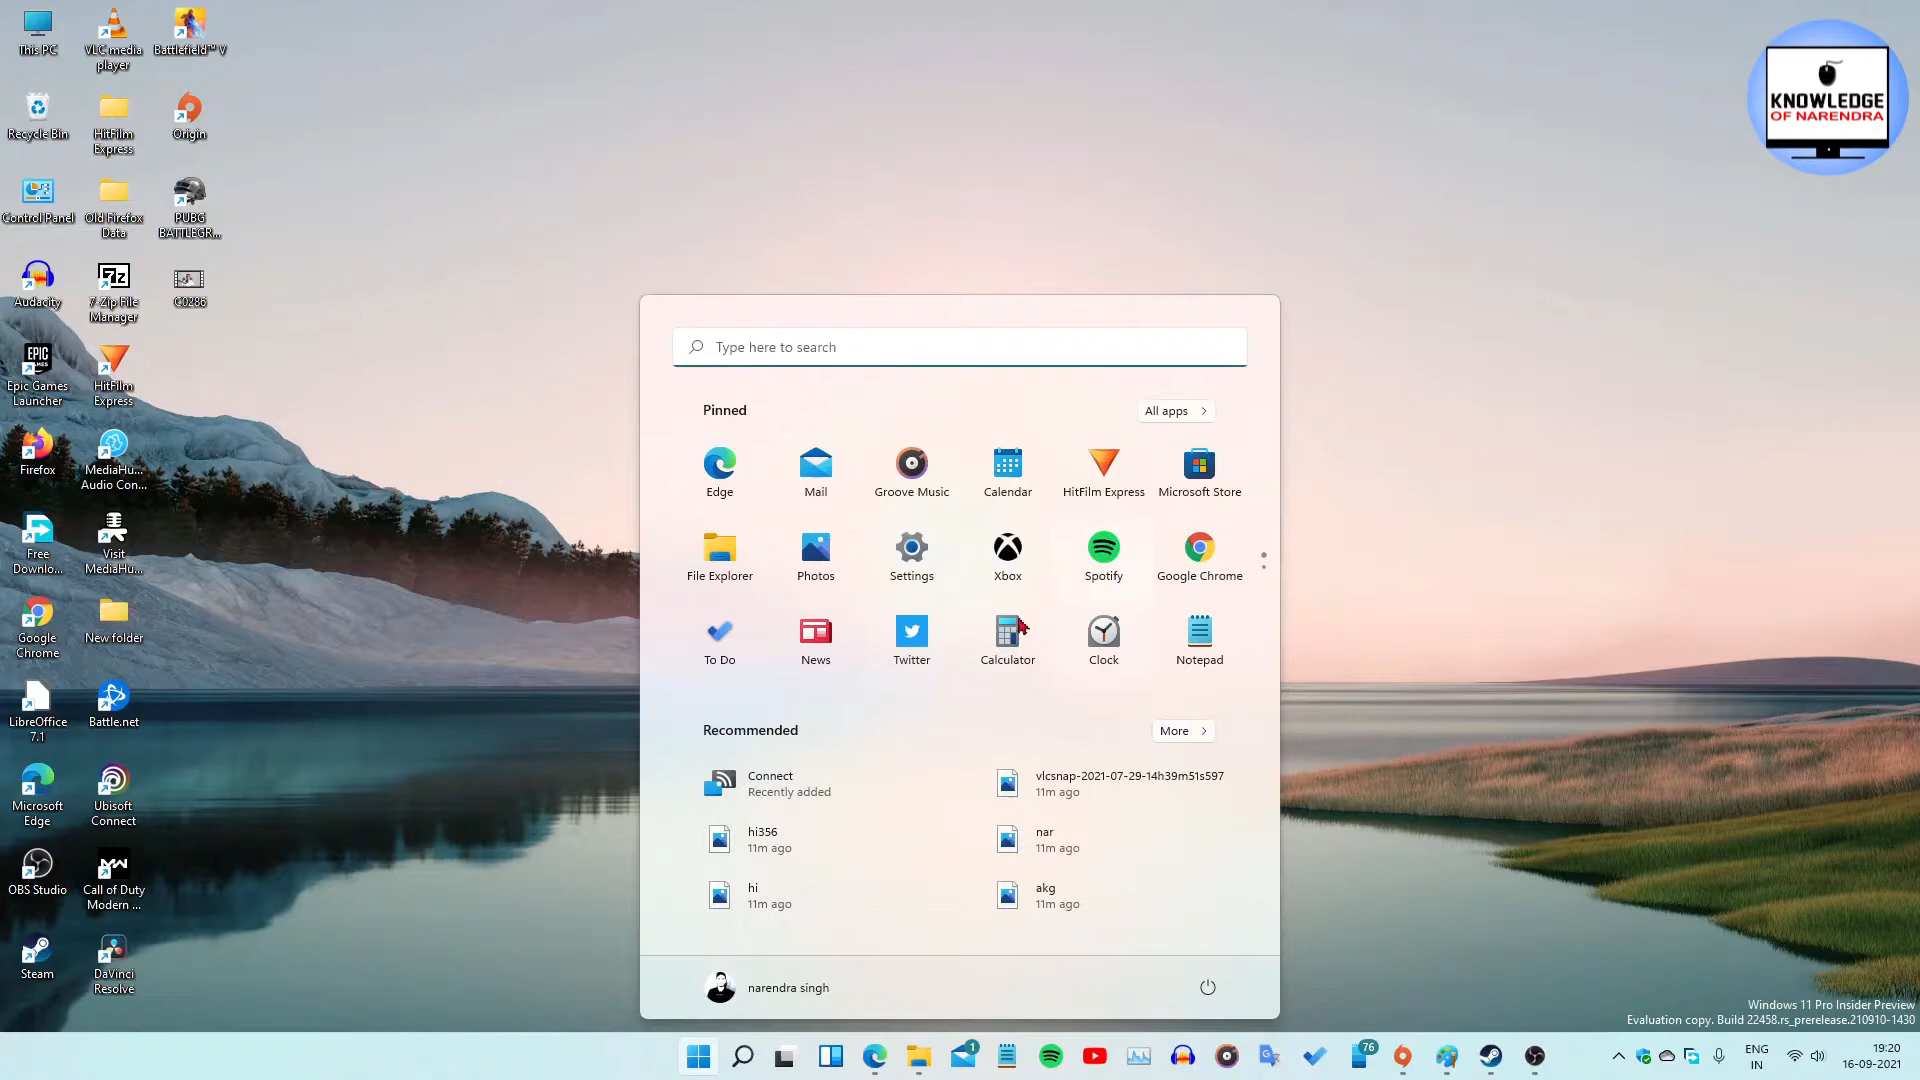 This PC
VLC media
player
Battlefield™ V
Recycle Bin
HitFilm
Express
Origin
Control Panel
Old Firefox
Data
PUBG
BATTLEGR...
Audacity
7-Zip File
Manager
C0286
EPIC
GAMES
Epic Games
Launcher
HitFilm
Express
Firefox
MediaHu...
Audio Con...
Free
Downlo...
Visit
MediaHu...
Google
Chrome
New folder
LibreOffice
7.1
Battle.net
Microsoft
Edge
Ubisoft
Connect
OBS Studio
Call of Duty
Modern ...
Steam
DaVinci
Resolve
KNOWLEDGE
OF NARENDRA
Type here to search
Pinned
All apps
Edge
Mail
Groove Music
Calendar
HitFilm Express
Microsoft Store
File Explorer
Photos
Settings
Xbox
Spotify
Google Chrome
To Do
News
Twitter
Calculator
Clock
Notepad
Recommended
More
Connect
Recently added
vlcsnap-2021-07-29-14h39m51s597
11m ago
hi356
11m ago
nar
11m ago
hi
11m ago
akg
11m ago
narendra singh
Windows 11 Pro Insider Preview
Evaluation copy. Build 22458.rs_prerelease.210910-1430
1
76
ENG
IN
19:20
16-09-2021